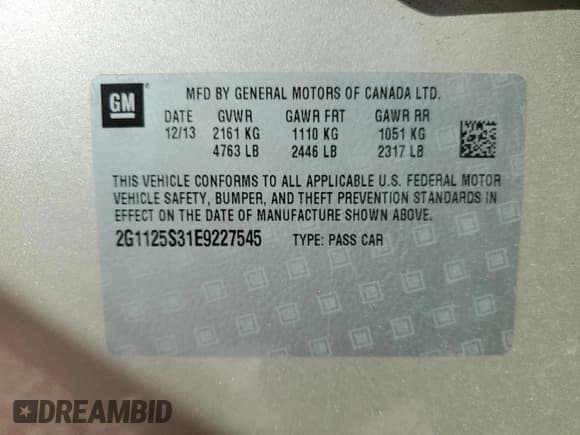 GM
MFD BY GENERAL MOTORS OF CANADA LTD.
DATE GVWR GAWR FRT GAWR RR
12/13 2161 KG 1110 KG 1051 KG
4763 LB 2446 LB 2317 LB
THIS VEHICLE CONFORMS TO ALL APPLICABLE U.S. FEDERAL MOTOR
VEHICLE SAFETY, BUMPER, AND THEFT PREVENTION STANDARDS IN
EFFECT ON THE DATE OF MANUFACTURE SHOWN ABOVE.
2G1125S31E9227545 TYPE: PASS CAR
DREAMBID